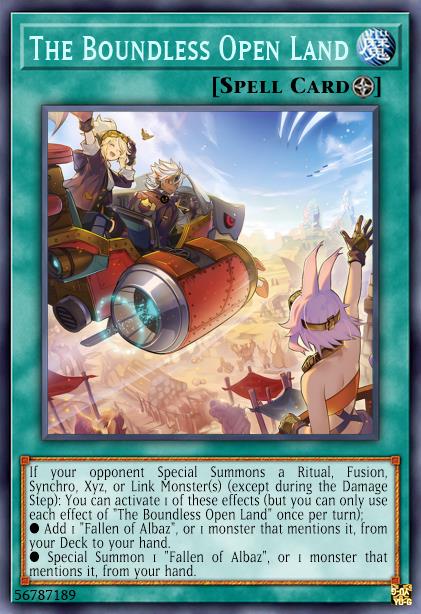 The Boundless Open Land
魔
[Spell Card]
If your opponent Special Summons a Ritual, Fusion,
Synchro, Xyz, or Link Monster(s) (except during the Damage
Step): You can activate 1 of these effects (but you can only use
each effect of "The Boundless Open Land" once per turn);
● Add 1 "Fallen of Albaz", or 1 monster that mentions it, from
your Deck to your hand.
● Special Summon 1 "Fallen of Albaz", or 1 monster that
mentions it, from your hand.
56787189